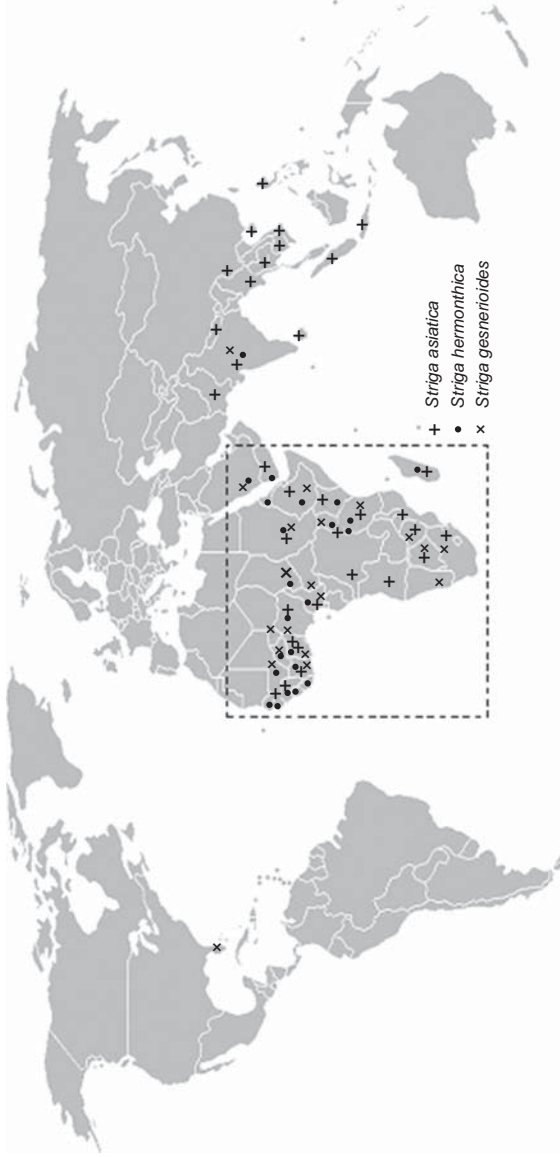 + Striga asiatica
• Striga hermonthica
× Striga gesnerioides